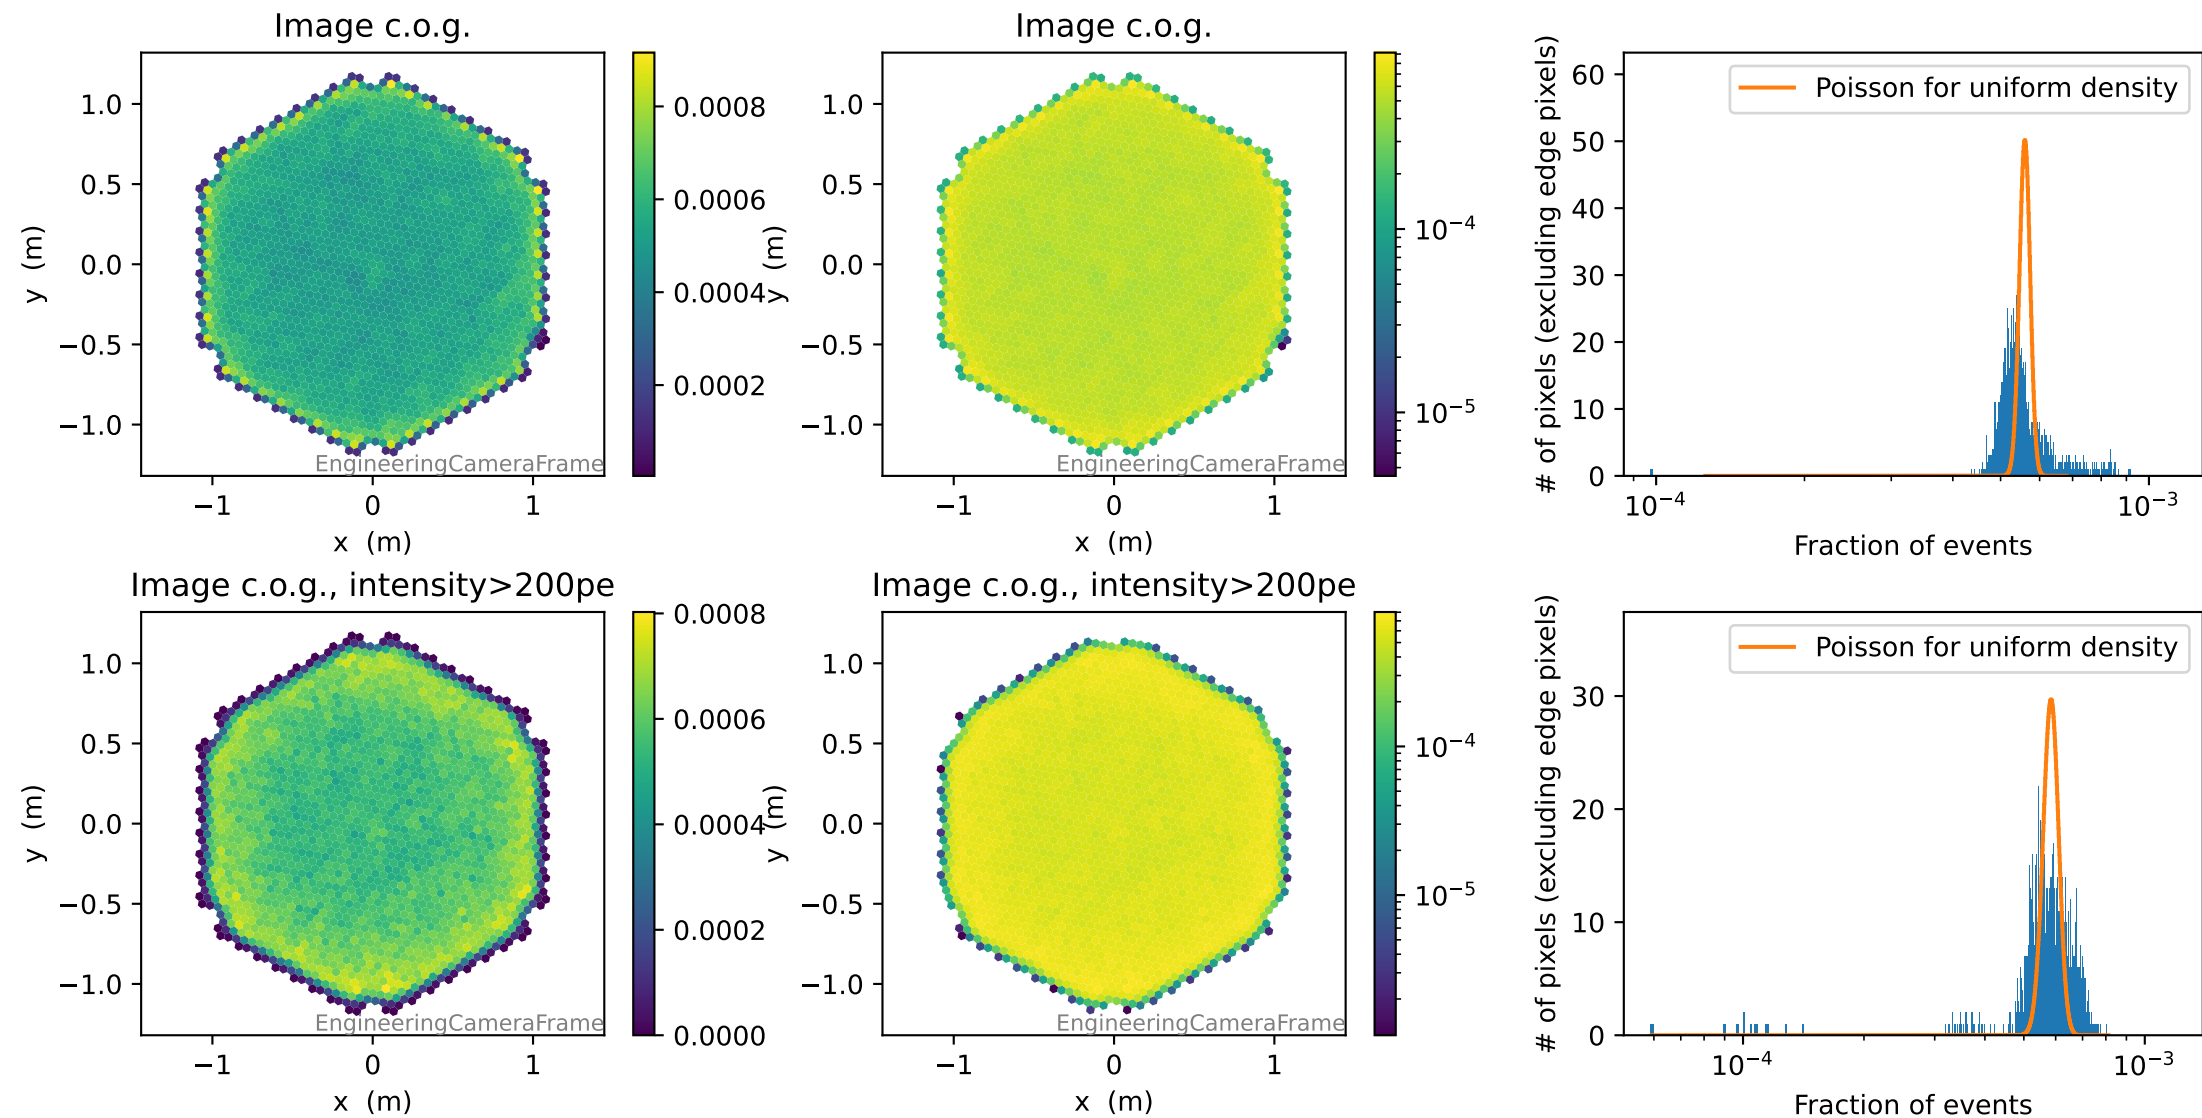 Image c.o.g.
y (m)
1.0
0.5
0.0
−0.5
−1.0
−1
0
1
x (m)
EngineeringCameraFrame
0.0008
0.0006
0.0004
0.0002
Image c.o.g.
y (m)
1.0
0.5
0.0
−0.5
−1.0
−1
0
1
x (m)
EngineeringCameraFrame
10⁻⁴
10⁻⁵
# of pixels (excluding edge pixels)
60
50
40
30
20
10
0
Poisson for uniform density
10⁻⁴
10⁻³
Fraction of events
Image c.o.g., intensity>200pe
y (m)
1.0
0.5
0.0
−0.5
−1.0
−1
0
1
x (m)
EngineeringCameraFrame
0.0008
0.0006
0.0004
0.0002
0.0000
Image c.o.g., intensity>200pe
y (m)
1.0
0.5
0.0
−0.5
−1.0
−1
0
1
x (m)
EngineeringCameraFrame
10⁻⁴
10⁻⁵
# of pixels (excluding edge pixels)
30
20
10
0
Poisson for uniform density
10⁻⁴
10⁻³
Fraction of events